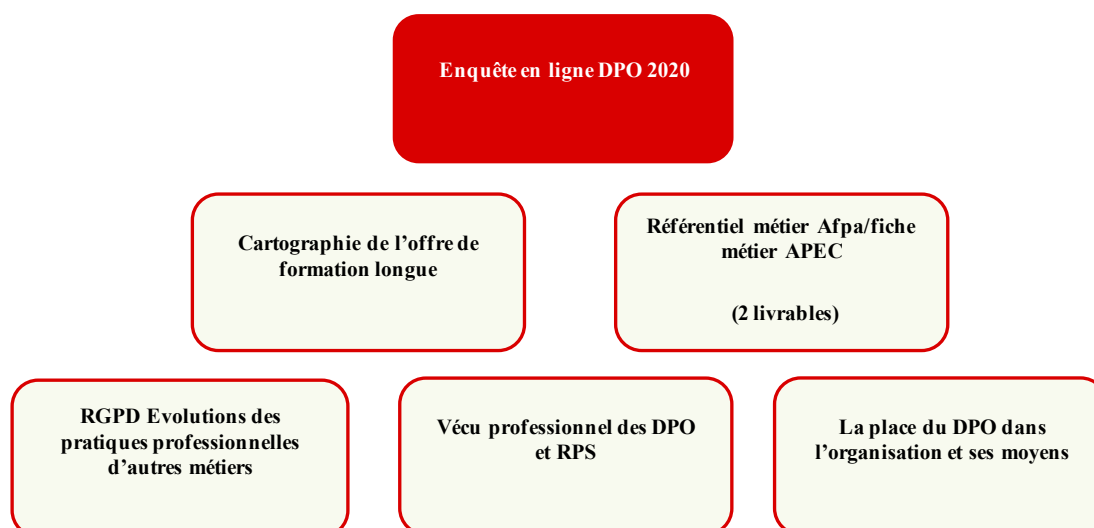 Enquête en ligne DPO 2020
Cartographie de l’offre de
formation longue
Référentiel métier Afpa/fiche
métier APEC
(2 livrables)
RGPD Evolutions des
pratiques professionnelles
d’autres métiers
Vécu professionnel des DPO
et RPS
La place du DPO dans
l’organisation et ses moyens